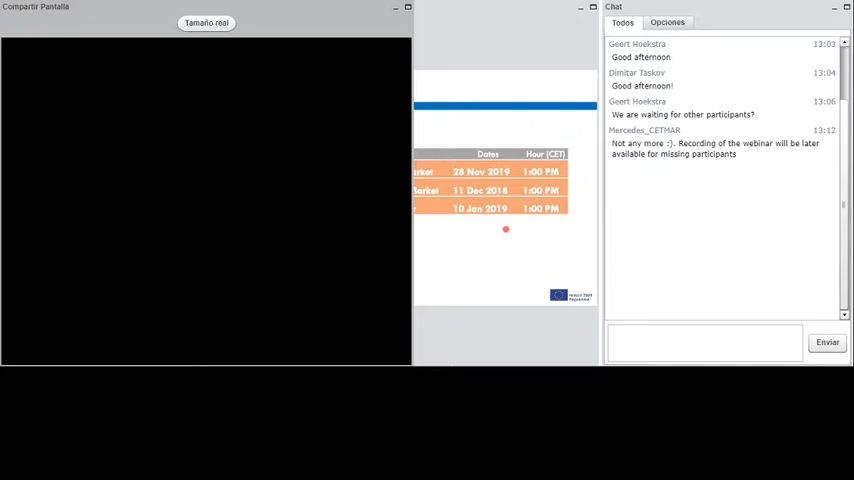 Compartir Pantalla
Tamaño real
Dates Hour (CET)
arket 28 Nov 2019 1:00 PM
Market 11 Dec 2018 1:00 PM
10 Jan 2019 1:00 PM
Chat
Todos Opciones
Geert Hoekstra 13:03
Good afternoon
Dimitar Taskov 13:04
Good afternoon!
Geert Hoekstra 13:06
We are waiting for other participants?
Mercedes_CETMAR 13:12
Not any more :). Recording of the webinar will be later
available for missing participants
Enviar